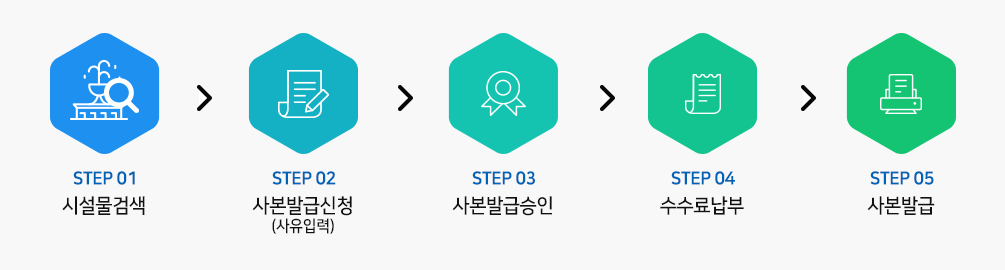 STEP 01
시설물검색
STEP 02
사본발급신청
(사유입력)
STEP 03
사본발급승인
STEP 04
수수료납부
STEP 05
사본발급